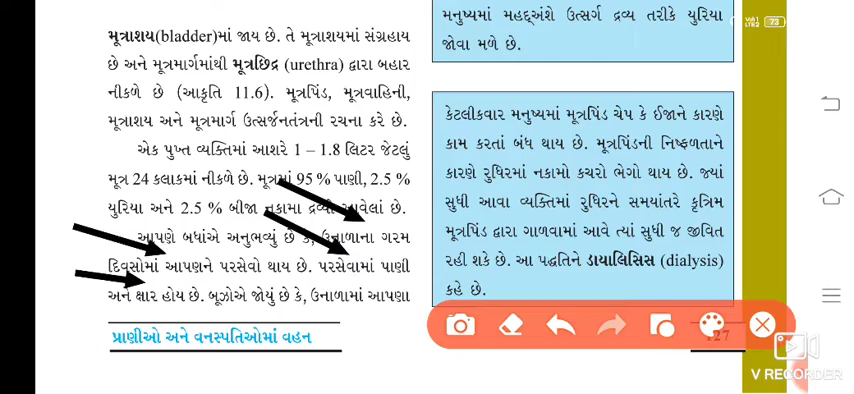 મૂત્રાશય(bladder)માં જાય છે. તે મૂત્રાશયમાં સંગ્રહાય
છે અને મૂત્રમાર્ગમાંથી મૂત્રછિદ્ર (urethra) દ્વારા બહાર
નીકળે છે (આકૃતિ 11.6). મૂત્રપિંડ, મૂત્રવાહિની,
મૂત્રાશય અને મૂત્રમાર્ગ ઉત્સર્જનતંત્રની રચના કરે છે.
એક પુખ્ત વ્યક્તિમાં આશરે 1 – 1.8 લિટર જેટલું
મૂત્ર 24 કલાકમાં નીકળે છે. મૂત્રમાં 95 % પાણી, 2.5 %
યુરિયા અને 2.5 % બીજા નકામા દ્રવ્યો આવેલાં છે.
આપણે બધાંએ અનુભવ્યું છે કે, ઉનાળાના ગરમ
દિવસોમાં આપણને પરસેવો થાય છે. પરસેવામાં પાણી
અને ક્ષાર હોય છે. બૂઝોએ જોયું છે કે, ઉનાળામાં આપણા
પ્રાણીઓ અને વનસ્પતિઓમાં વહન
મનુષ્યમાં મહદ્અંશે ઉત્સર્ગ દ્રવ્ય તરીકે યુરિયા
જોવા મળે છે.
કેટલીકવાર મનુષ્યમાં મૂત્રપિંડ ચેપ કે ઈજાને કારણે
કામ કરતાં બંધ થાય છે. મૂત્રપિંડની નિષ્ફળતાને
કારણે રુધિરમાં નકામો કચરો ભેગો થાય છે. જ્યાં
સુધી આવા વ્યક્તિમાં રુધિરને સમયાંતરે કૃત્રિમ
મૂત્રપિંડ દ્વારા ગાળવામાં આવે ત્યાં સુધી જ જીવિત
રહી શકે છે. આ પદ્ધતિને ડાયાલિસિસ (dialysis)
કહે છે.
127
73
V RECORDER